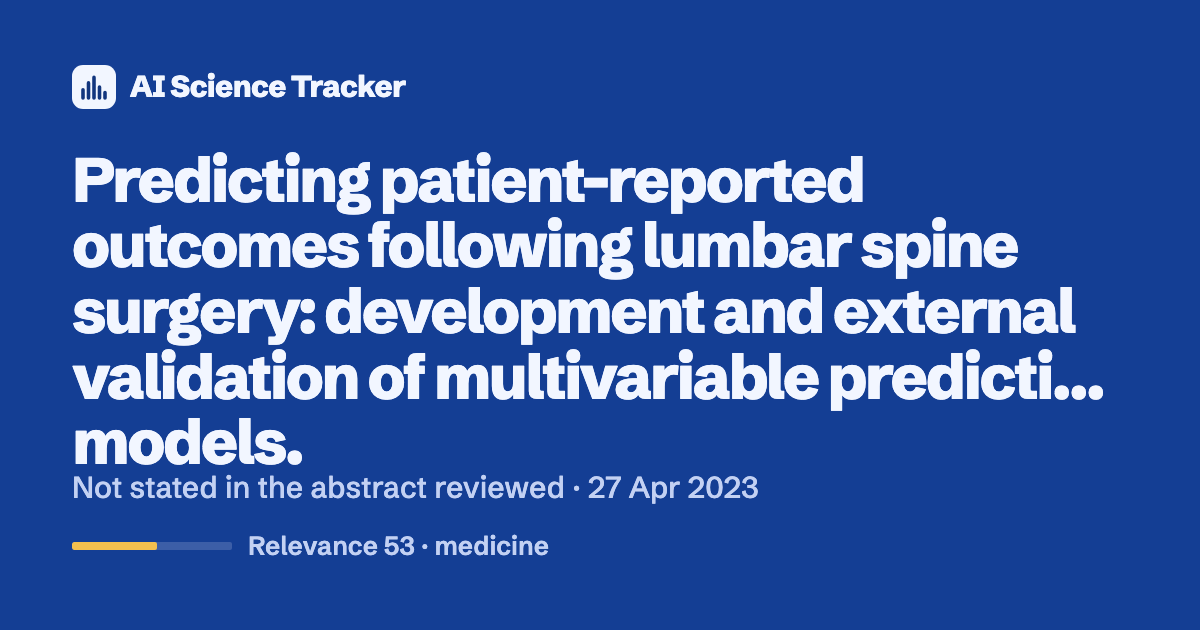 AI Science Tracker
Predicting patient-reported
outcomes following lumbar spine
surgery: development and external
validation of multivariable predicti...
models.
Not stated in the abstract reviewed · 27 Apr 2023
Relevance 53 · medicine